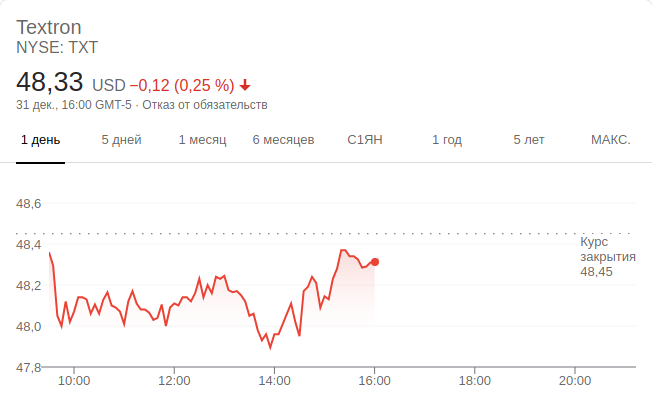 Textron
NYSE: TXT
48,33 USD −0,12 (0,25 %)
31 дек., 16:00 GMT-5 · Отказ от обязательств
1 день 5 дней 1 месяц 6 месяцев С1ЯН 1 год 5 лет МАКС.
48,6
48,4
48,2
48,0
47,8
Курс
закрытия
48,45
10:00 12:00 14:00 16:00 18:00 20:00